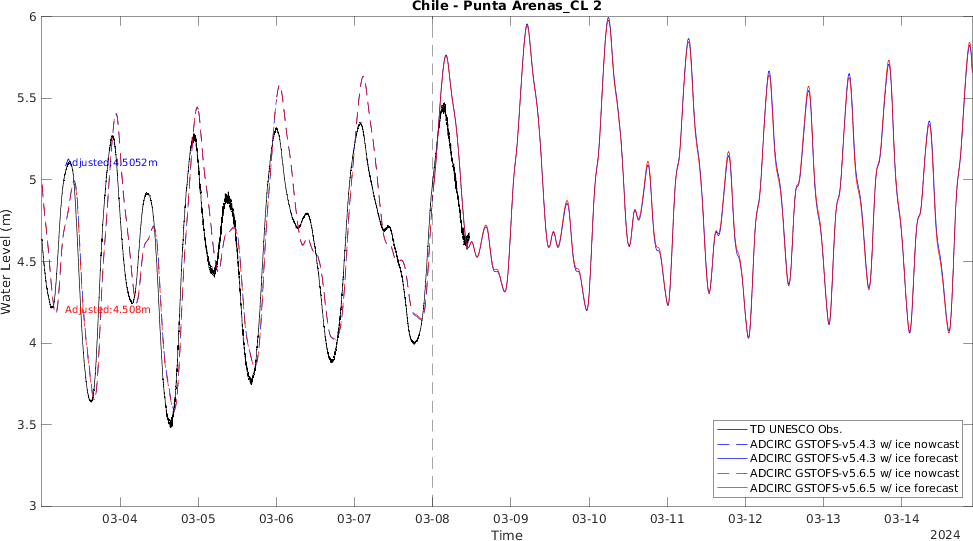 Chile - Punta Arenas_CL 2
Water Level (m)
6
5.5
5
4.5
4
3.5
3
Adjusted:4.5052m
Adjusted:4.508m
TD UNESCO Obs.
ADCIRC GSTOFS-v5.4.3 w/ ice nowcast
ADCIRC GSTOFS-v5.4.3 w/ ice forecast
ADCIRC GSTOFS-v5.6.5 w/ ice nowcast
ADCIRC GSTOFS-v5.6.5 w/ ice forecast
03-04 03-05 03-06 03-07 03-08 03-09 03-10 03-11 03-12 03-13 03-14
Time
2024